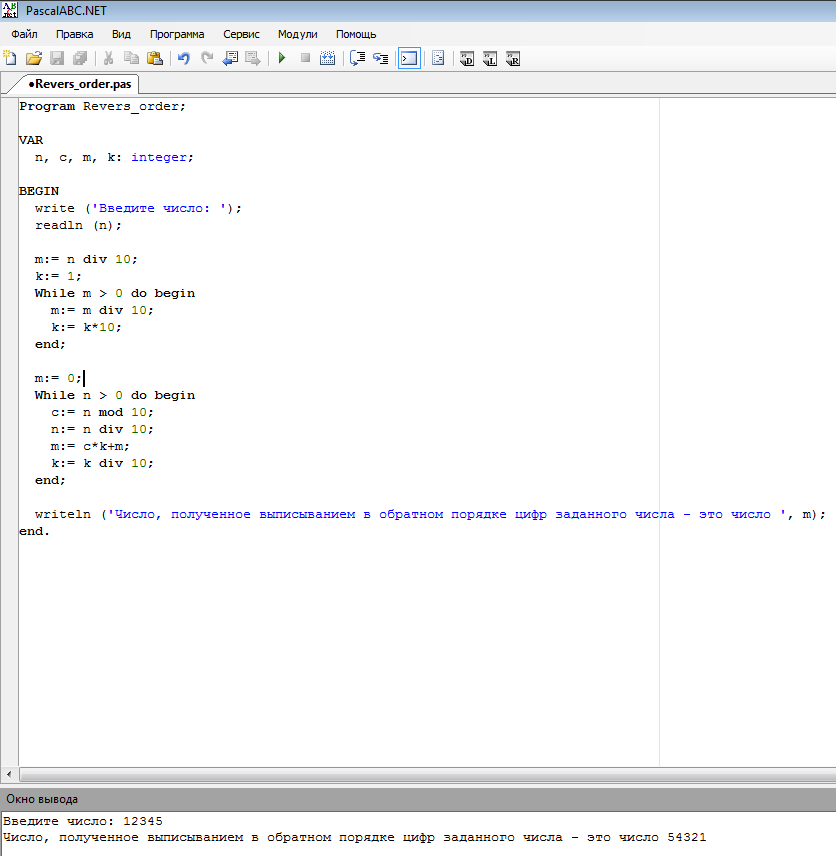 PascalABC.NET
Файл Правка Вид Программа Сервис Модули Помощь
•Revers_order.pas
Program Revers_order;
VAR
n, c, m, k: integer;
BEGIN
write ('Введите число: ');
readln (n);
m:= n div 10;
k:= 1;
While m > 0 do begin
m:= m div 10;
k:= k*10;
end;
m:= 0;
While n > 0 do begin
c:= n mod 10;
n:= n div 10;
m:= c*k+m;
k:= k div 10;
end;
writeln ('Число, полученное выписыванием в обратном порядке цифр заданного числа - это число ', m);
end.
Окно вывода
Введите число: 12345
Число, полученное выписыванием в обратном порядке цифр заданного числа - это число 54321